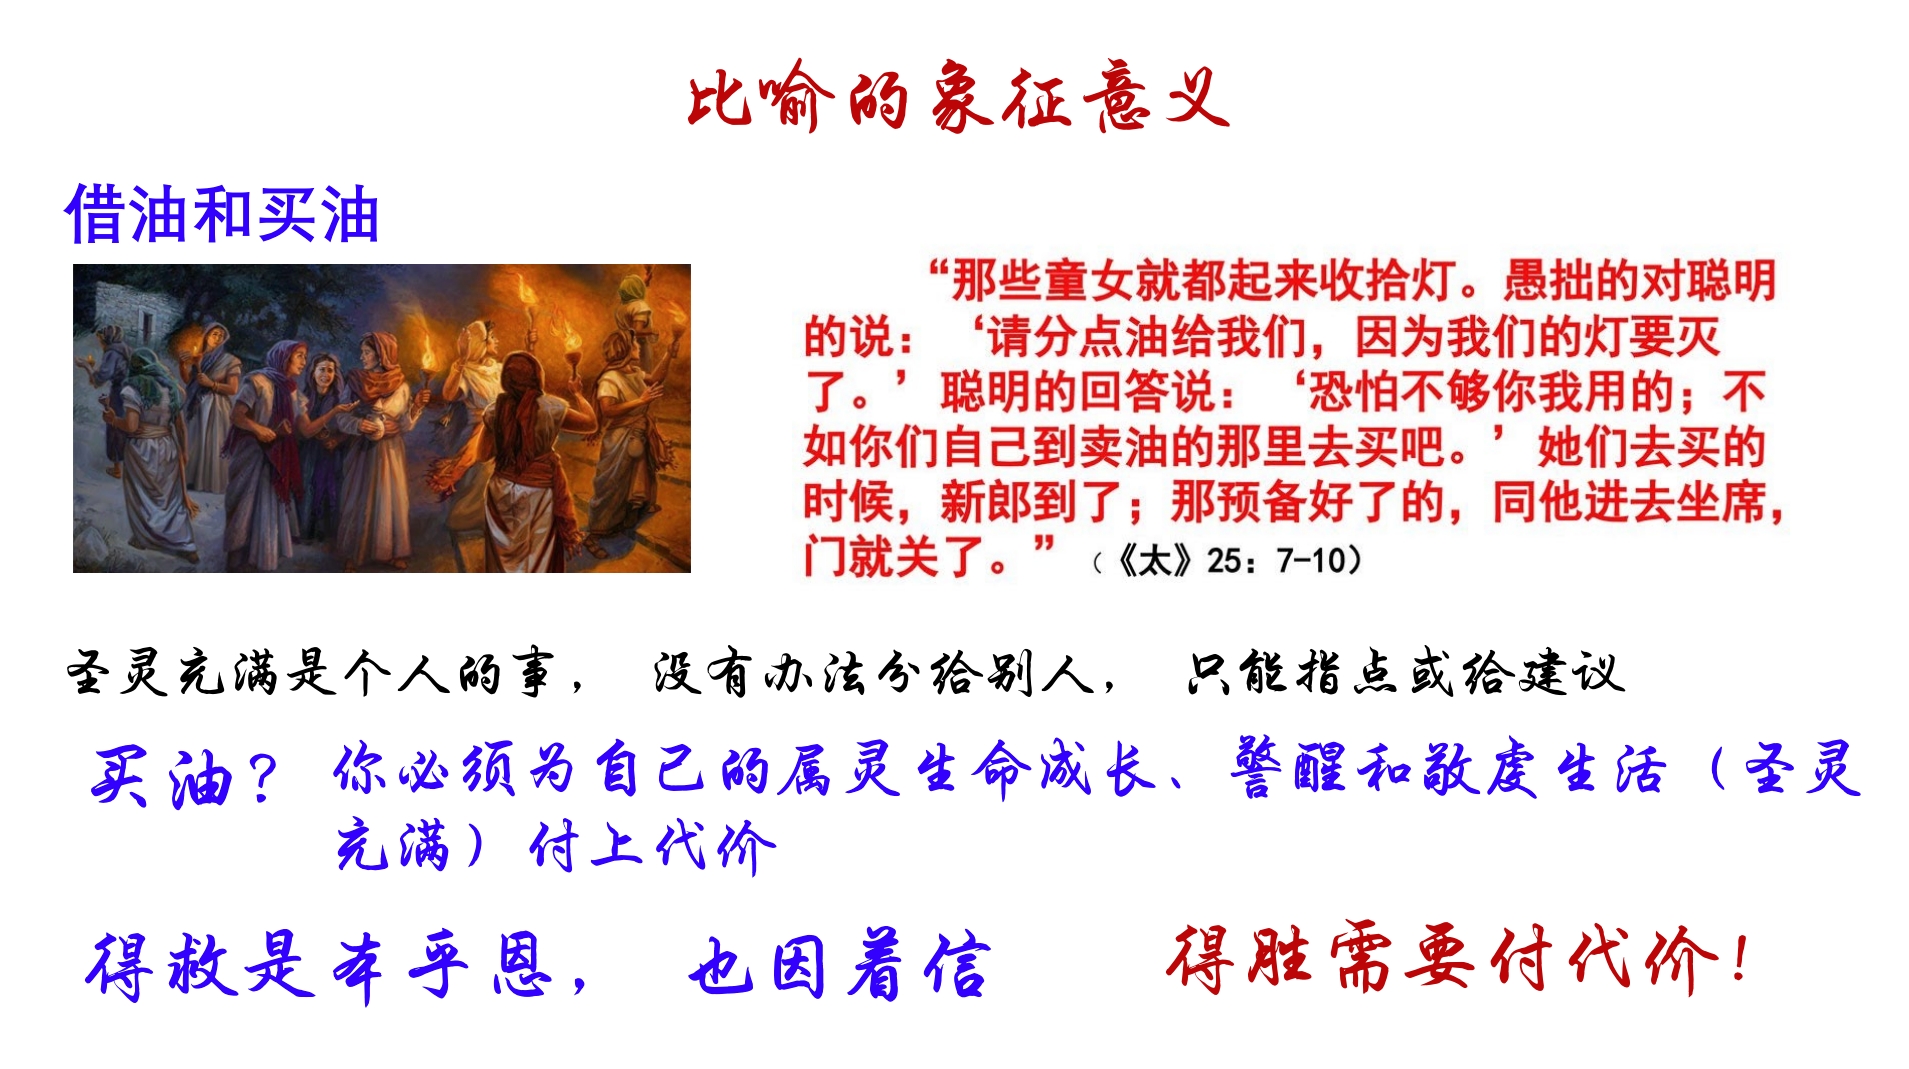 比喻的象征意义
借油和买油
“那些童女就都起来收拾灯。愚拙的对聪明
的说：‘请分点油给我们，因为我们的灯要灭
了。’聪明的回答说：‘恐怕不够你我用的；不
如你们自己到卖油的那里去买吧。’她们去买的
时候，新郎到了；那预备好了的，同他进去坐席，
门就关了。”（《太》25：7-10）
圣灵充满是个人的事， 没有办法分给别人， 只能指点或给建议
买油？ 你必须为自己的属灵生命成长、警醒和敬虔生活（圣灵
充满）付上代价
得救是本乎恩， 也因着信 得胜需要付代价！